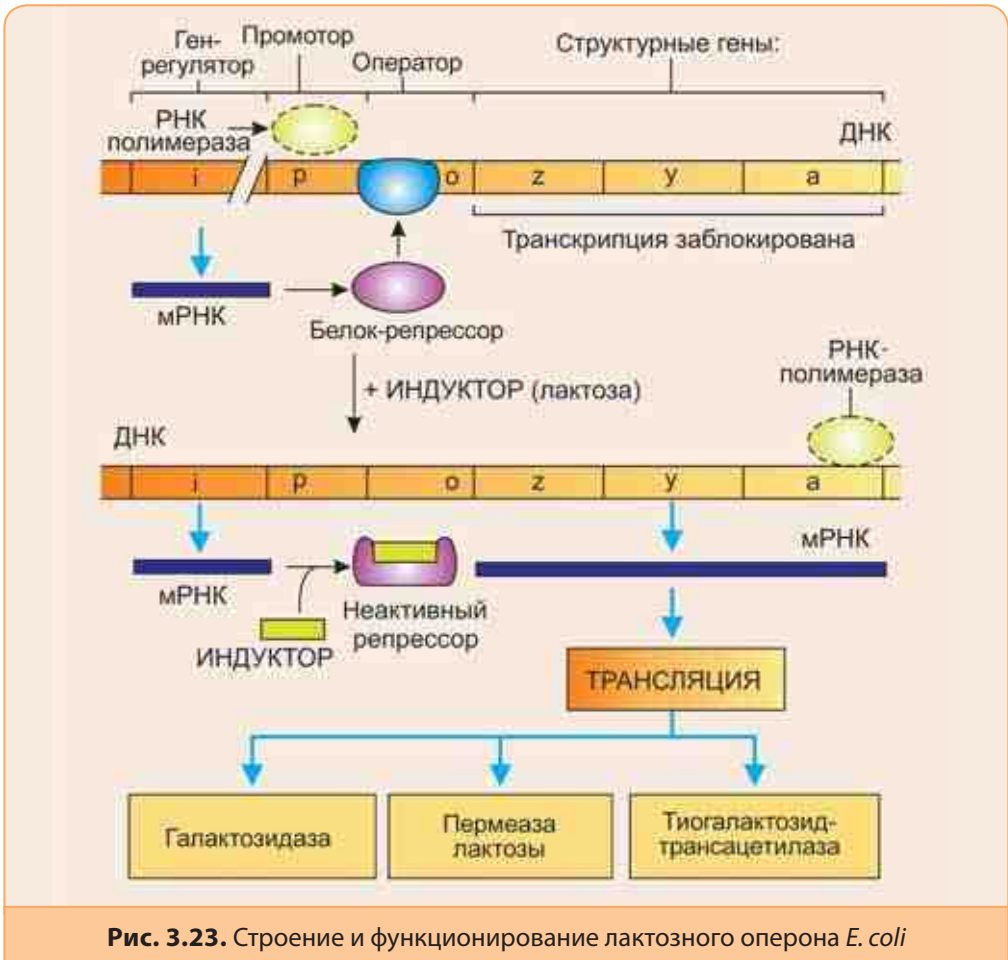 Ген-
регулятор
Промотор
Оператор
Структурные гены:
РНК
полимераза
ДНК
i p o z y a
Транскрипция заблокирована
мРНК
Белок-репрессор
+ ИНДУКТОР (лактоза)
РНК-
полимераза
ДНК
i p o z y a
мРНК
мРНК
Неактивный
репрессор
ИНДУКТОР
ТРАНСЛЯЦИЯ
Галактозидаза
Пермеаза
лактозы
Тиогалактозид-
трансацетилаза
Рис. 3.23. Строение и функционирование лактозного оперона E. coli